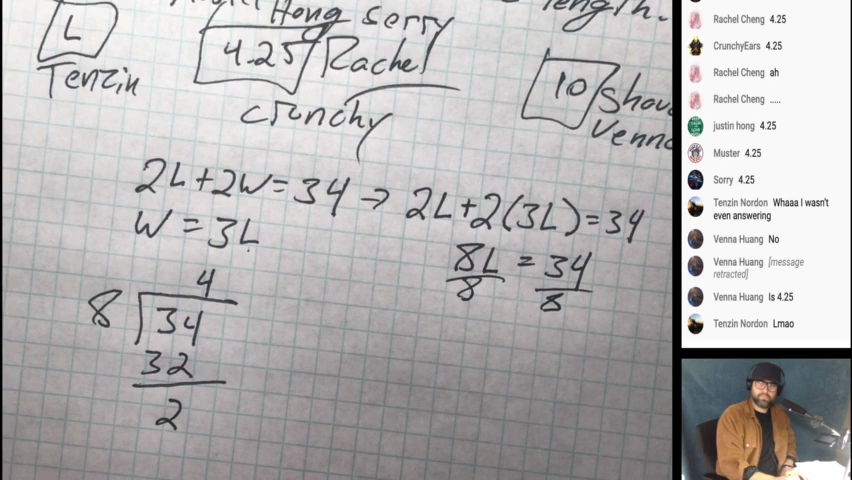 Hong Sorry
length.
L
4.25 Rachel
Tenzin
10
crunchy
Venna
2L+2W=34 → 2L+2(3L)=34
W=3L
8L = 34
8 8
4
8 34
32
2
Rachel Cheng 4.25
CrunchyEars 4.25
Rachel Cheng ah
Rachel Cheng .....
justin hong 4.25
Muster 4.25
Sorry 4.25
Tenzin Nordon Whaaa I wasn't
even answering
Venna Huang No
Venna Huang [message
retracted]
Venna Huang Is 4.25
Tenzin Nordon Lmao